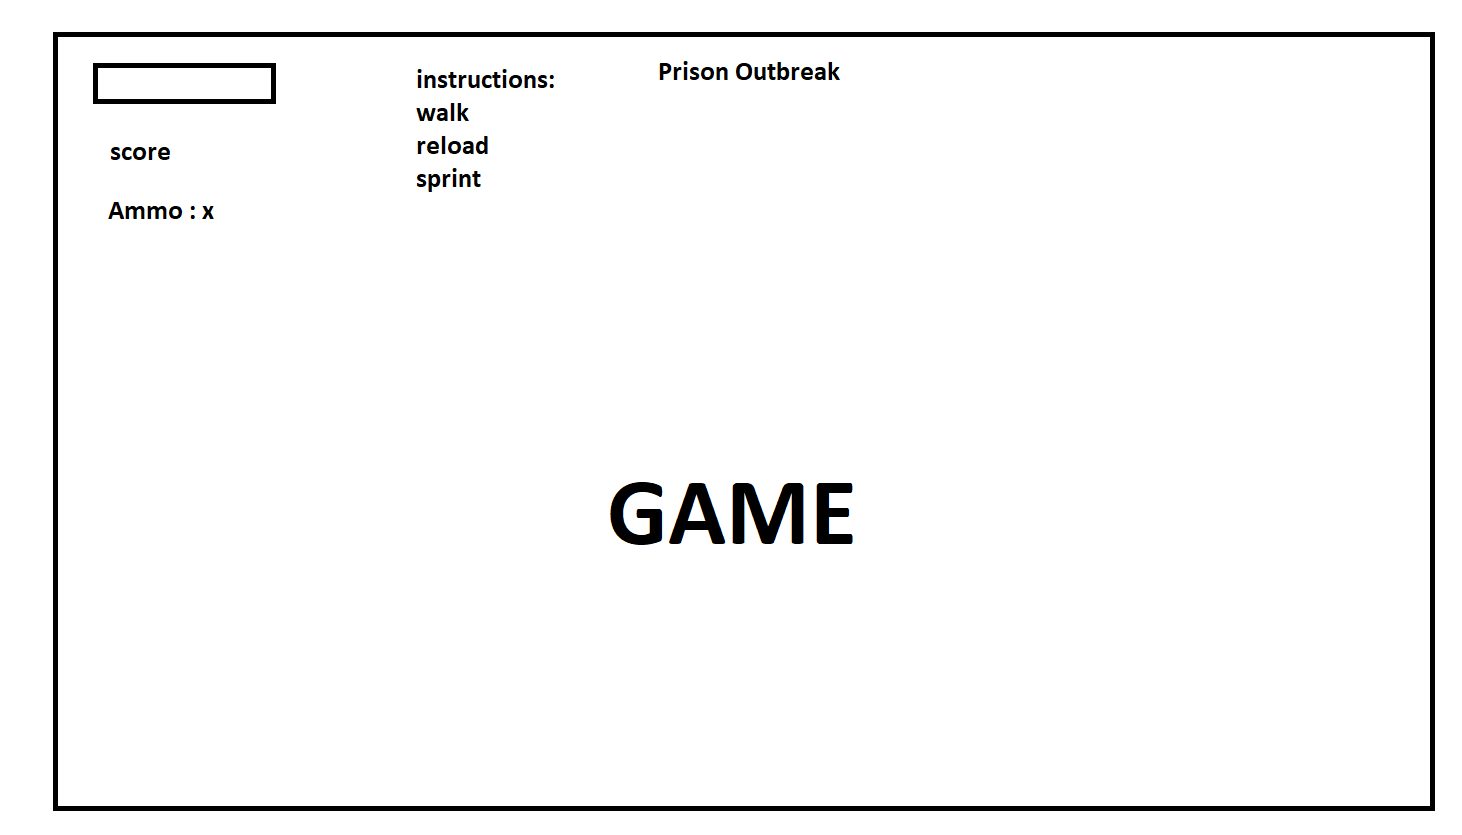 Prison Outbreak
instructions:
walk
reload
sprint
score
Ammo : x
GAME